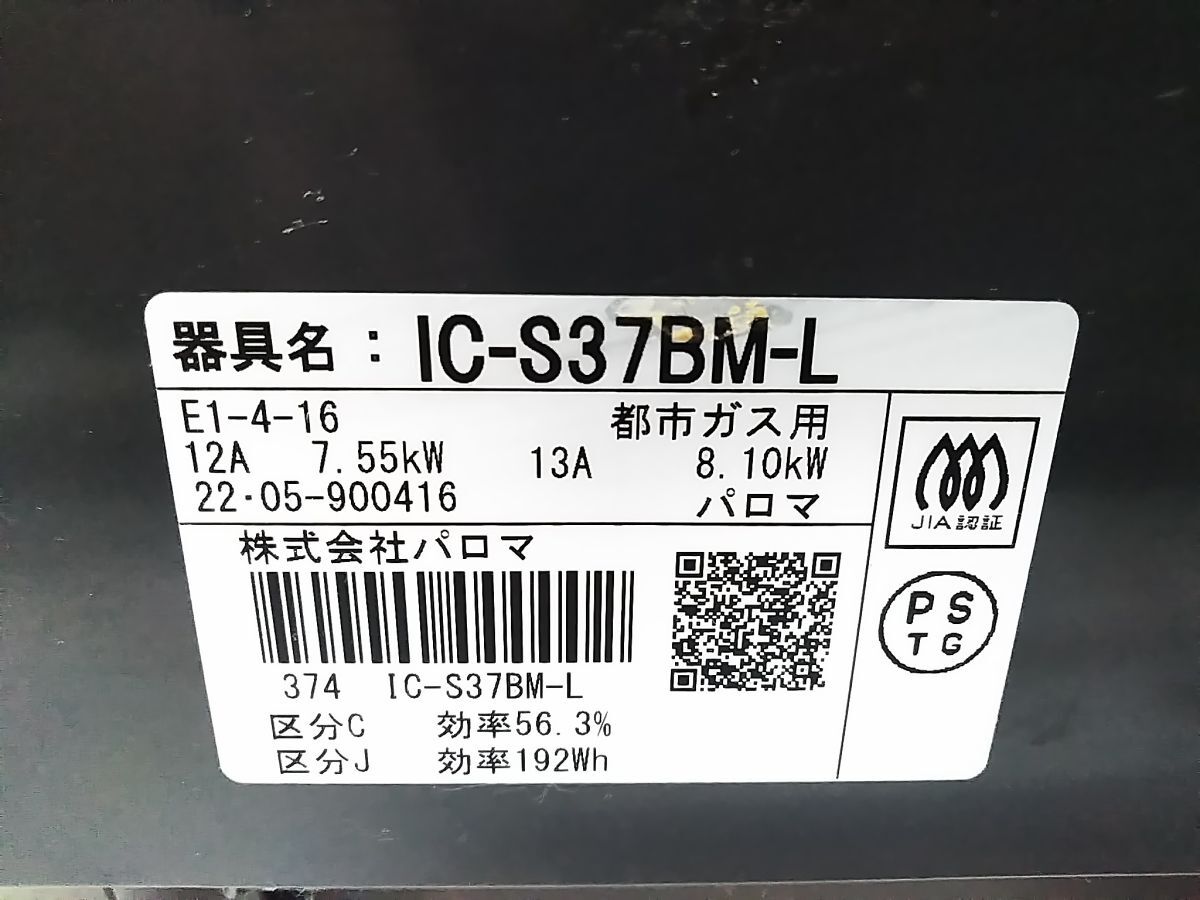 器具名：IC-S37BM-L
E1-4-16 都市ガス用
12A 7.55kW 13A 8.10kW
22・05-900416 パロマ
JIA認証
株式会社パロマ
PS
TG
374 IC-S37BM-L
区分C 効率56.3%
区分J 効率192Wh